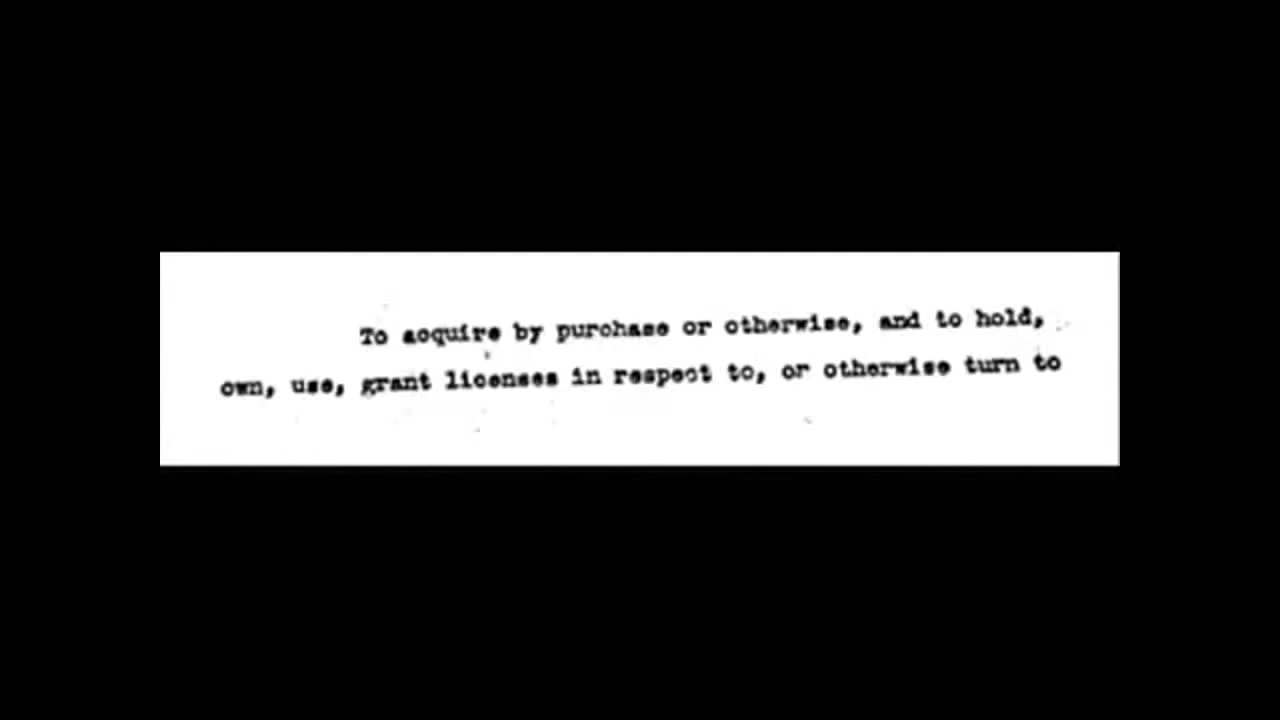 To acquire by purchase or otherwise, and to hold,
own, use, grant licenses in respect to, or otherwise turn to